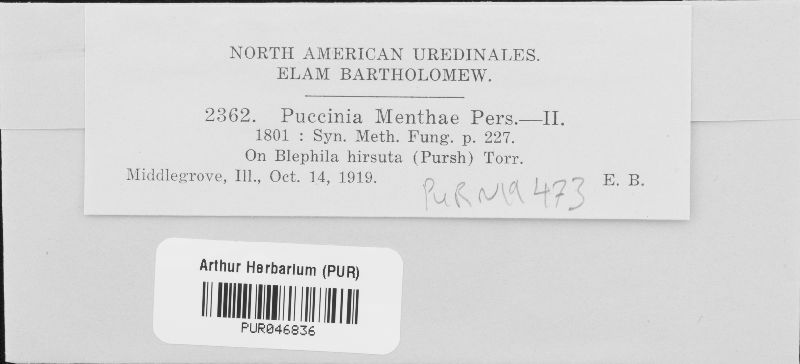 NORTH AMERICAN UREDINALES.
ELAM BARTHOLOMEW.
2362. Puccinia Menthae Pers.—II.
1801 : Syn. Meth. Fung. p. 227.
On Blephila hirsuta (Pursh) Torr.
Middlegrove, Ill., Oct. 14, 1919. E. B.
PUR N19473
Arthur Herbarium (PUR)
PUR046836